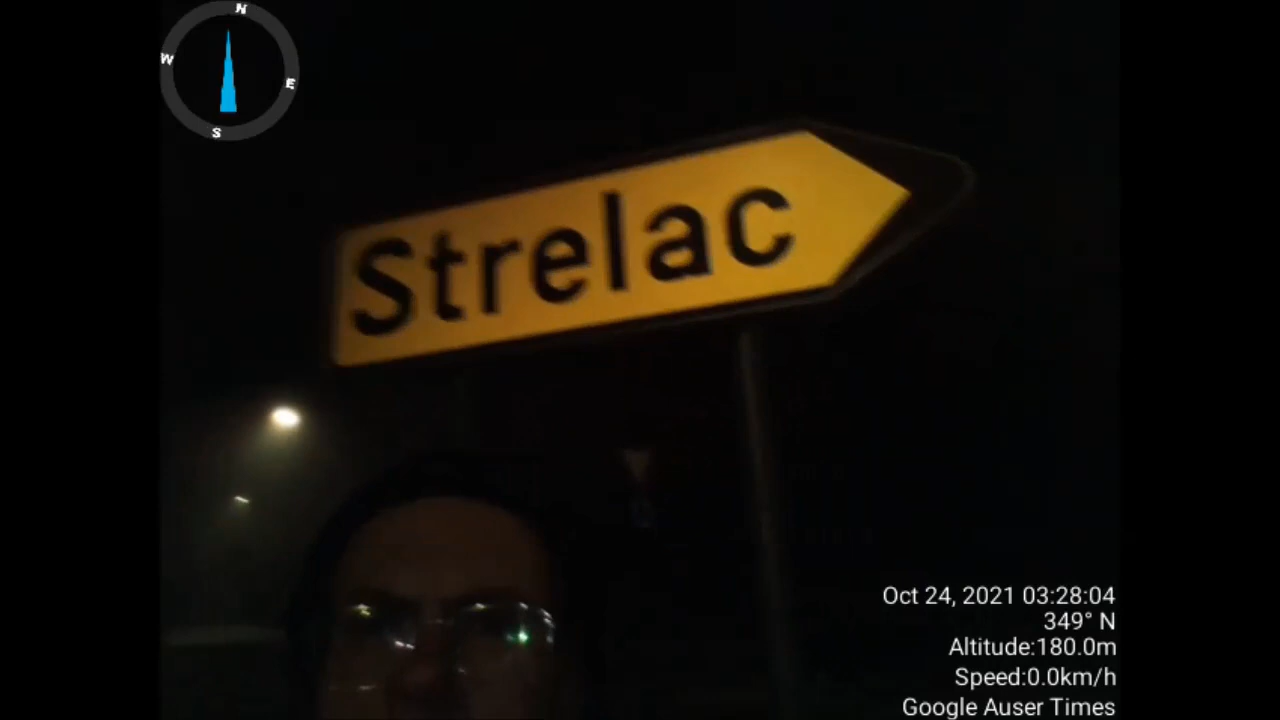 N
W
E
S
Strelac
Oct 24, 2021 03:28:04
349° N
Altitude:180.0m
Speed:0.0km/h
Google Auser Times